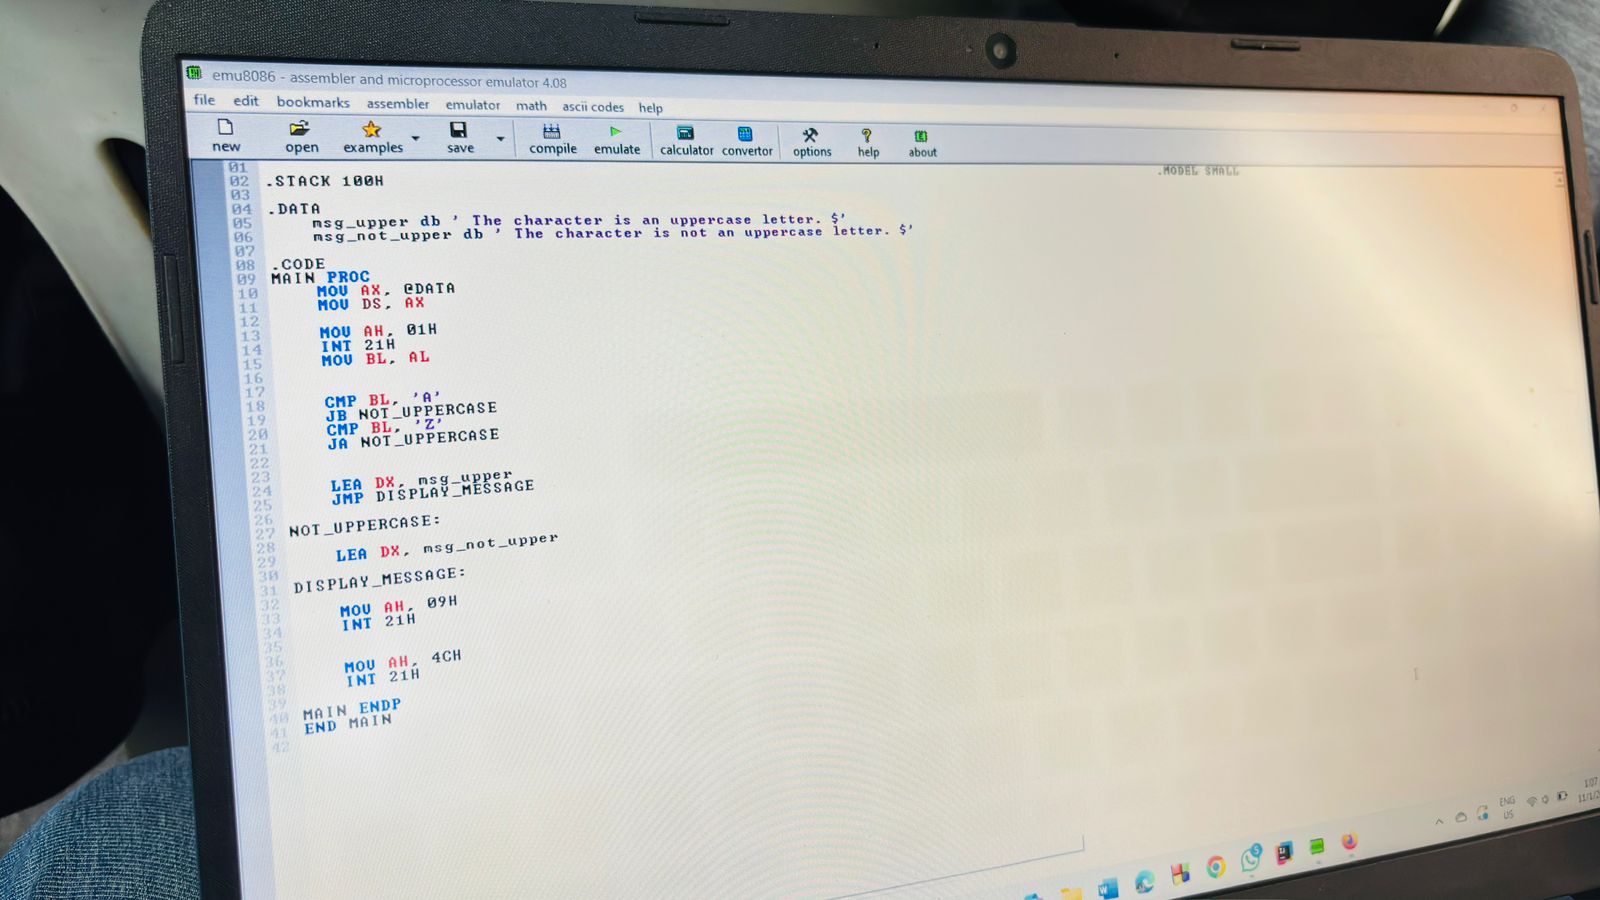 emu8086 - assembler and microprocessor emulator 4.08
file edit bookmarks assembler emulator math ascii codes help
new open examples save compile emulate calculator convertor options help about
01 .MODEL SMALL
02 .STACK 100H
03
04 .DATA
05 msg_upper db ' The character is an uppercase letter. $'
06 msg_not_upper db ' The character is not an uppercase letter. $'
07
08 .CODE
09 MAIN PROC
10 MOV AX, @DATA
11 MOV DS, AX
12
13 MOV AH, 01H
14 INT 21H
15 MOV BL, AL
16
17
18 CMP BL, 'A'
19 JB NOT_UPPERCASE
20 CMP BL, 'Z'
21 JA NOT_UPPERCASE
22
23
24 LEA DX, msg_upper
25 JMP DISPLAY_MESSAGE
26
27 NOT_UPPERCASE:
28
29 LEA DX, msg_not_upper
30
31 DISPLAY_MESSAGE:
32
33 MOV AH, 09H
34 INT 21H
35
36
37 MOV AH, 4CH
38 INT 21H
39
40 MAIN ENDP
41 END MAIN
42
ENG
US
1:07